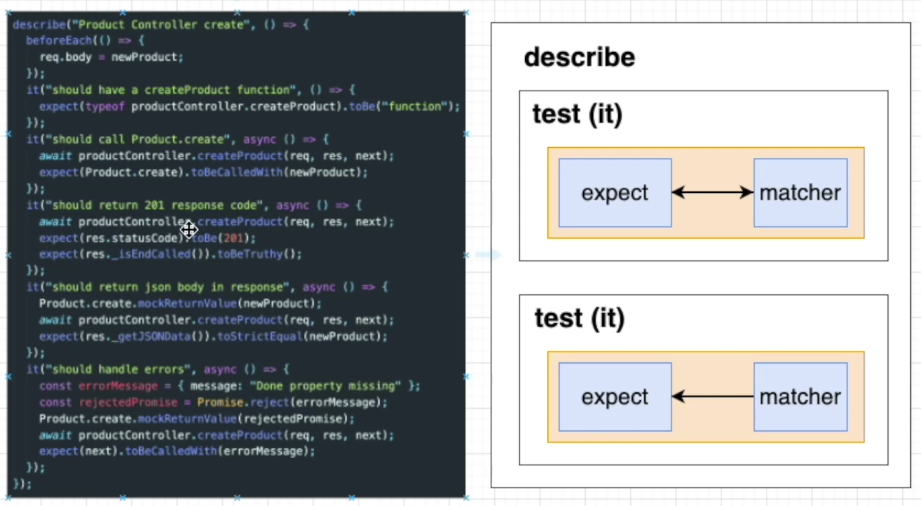 describe("Product Controller create", () => {
beforeEach(() => {
req.body = newProduct;
});
it("should have a createProduct function", () => {
expect(typeof productController.createProduct).toBe("function");
});
it("should call Product.create", async () => {
await productController.createProduct(req, res, next);
expect(Product.create).toBeCalledWith(newProduct);
});
it("should return 201 response code", async () => {
await productController.createProduct(req, res, next);
expect(res.statusCode).toBe(201);
expect(res._isEndCalled()).toBeTruthy();
});
it("should return json body in response", async () => {
Product.create.mockReturnValue(newProduct);
await productController.createProduct(req, res, next);
expect(res._getJSONData()).toStrictEqual(newProduct);
});
it("should handle errors", async () => {
const errorMessage = { message: "Done property missing" };
const rejectedPromise = Promise.reject(errorMessage);
Product.create.mockReturnValue(rejectedPromise);
await productController.createProduct(req, res, next);
expect(next).toBeCalledWith(errorMessage);
});
});
describe
test (it)
expect matcher
test (it)
expect matcher